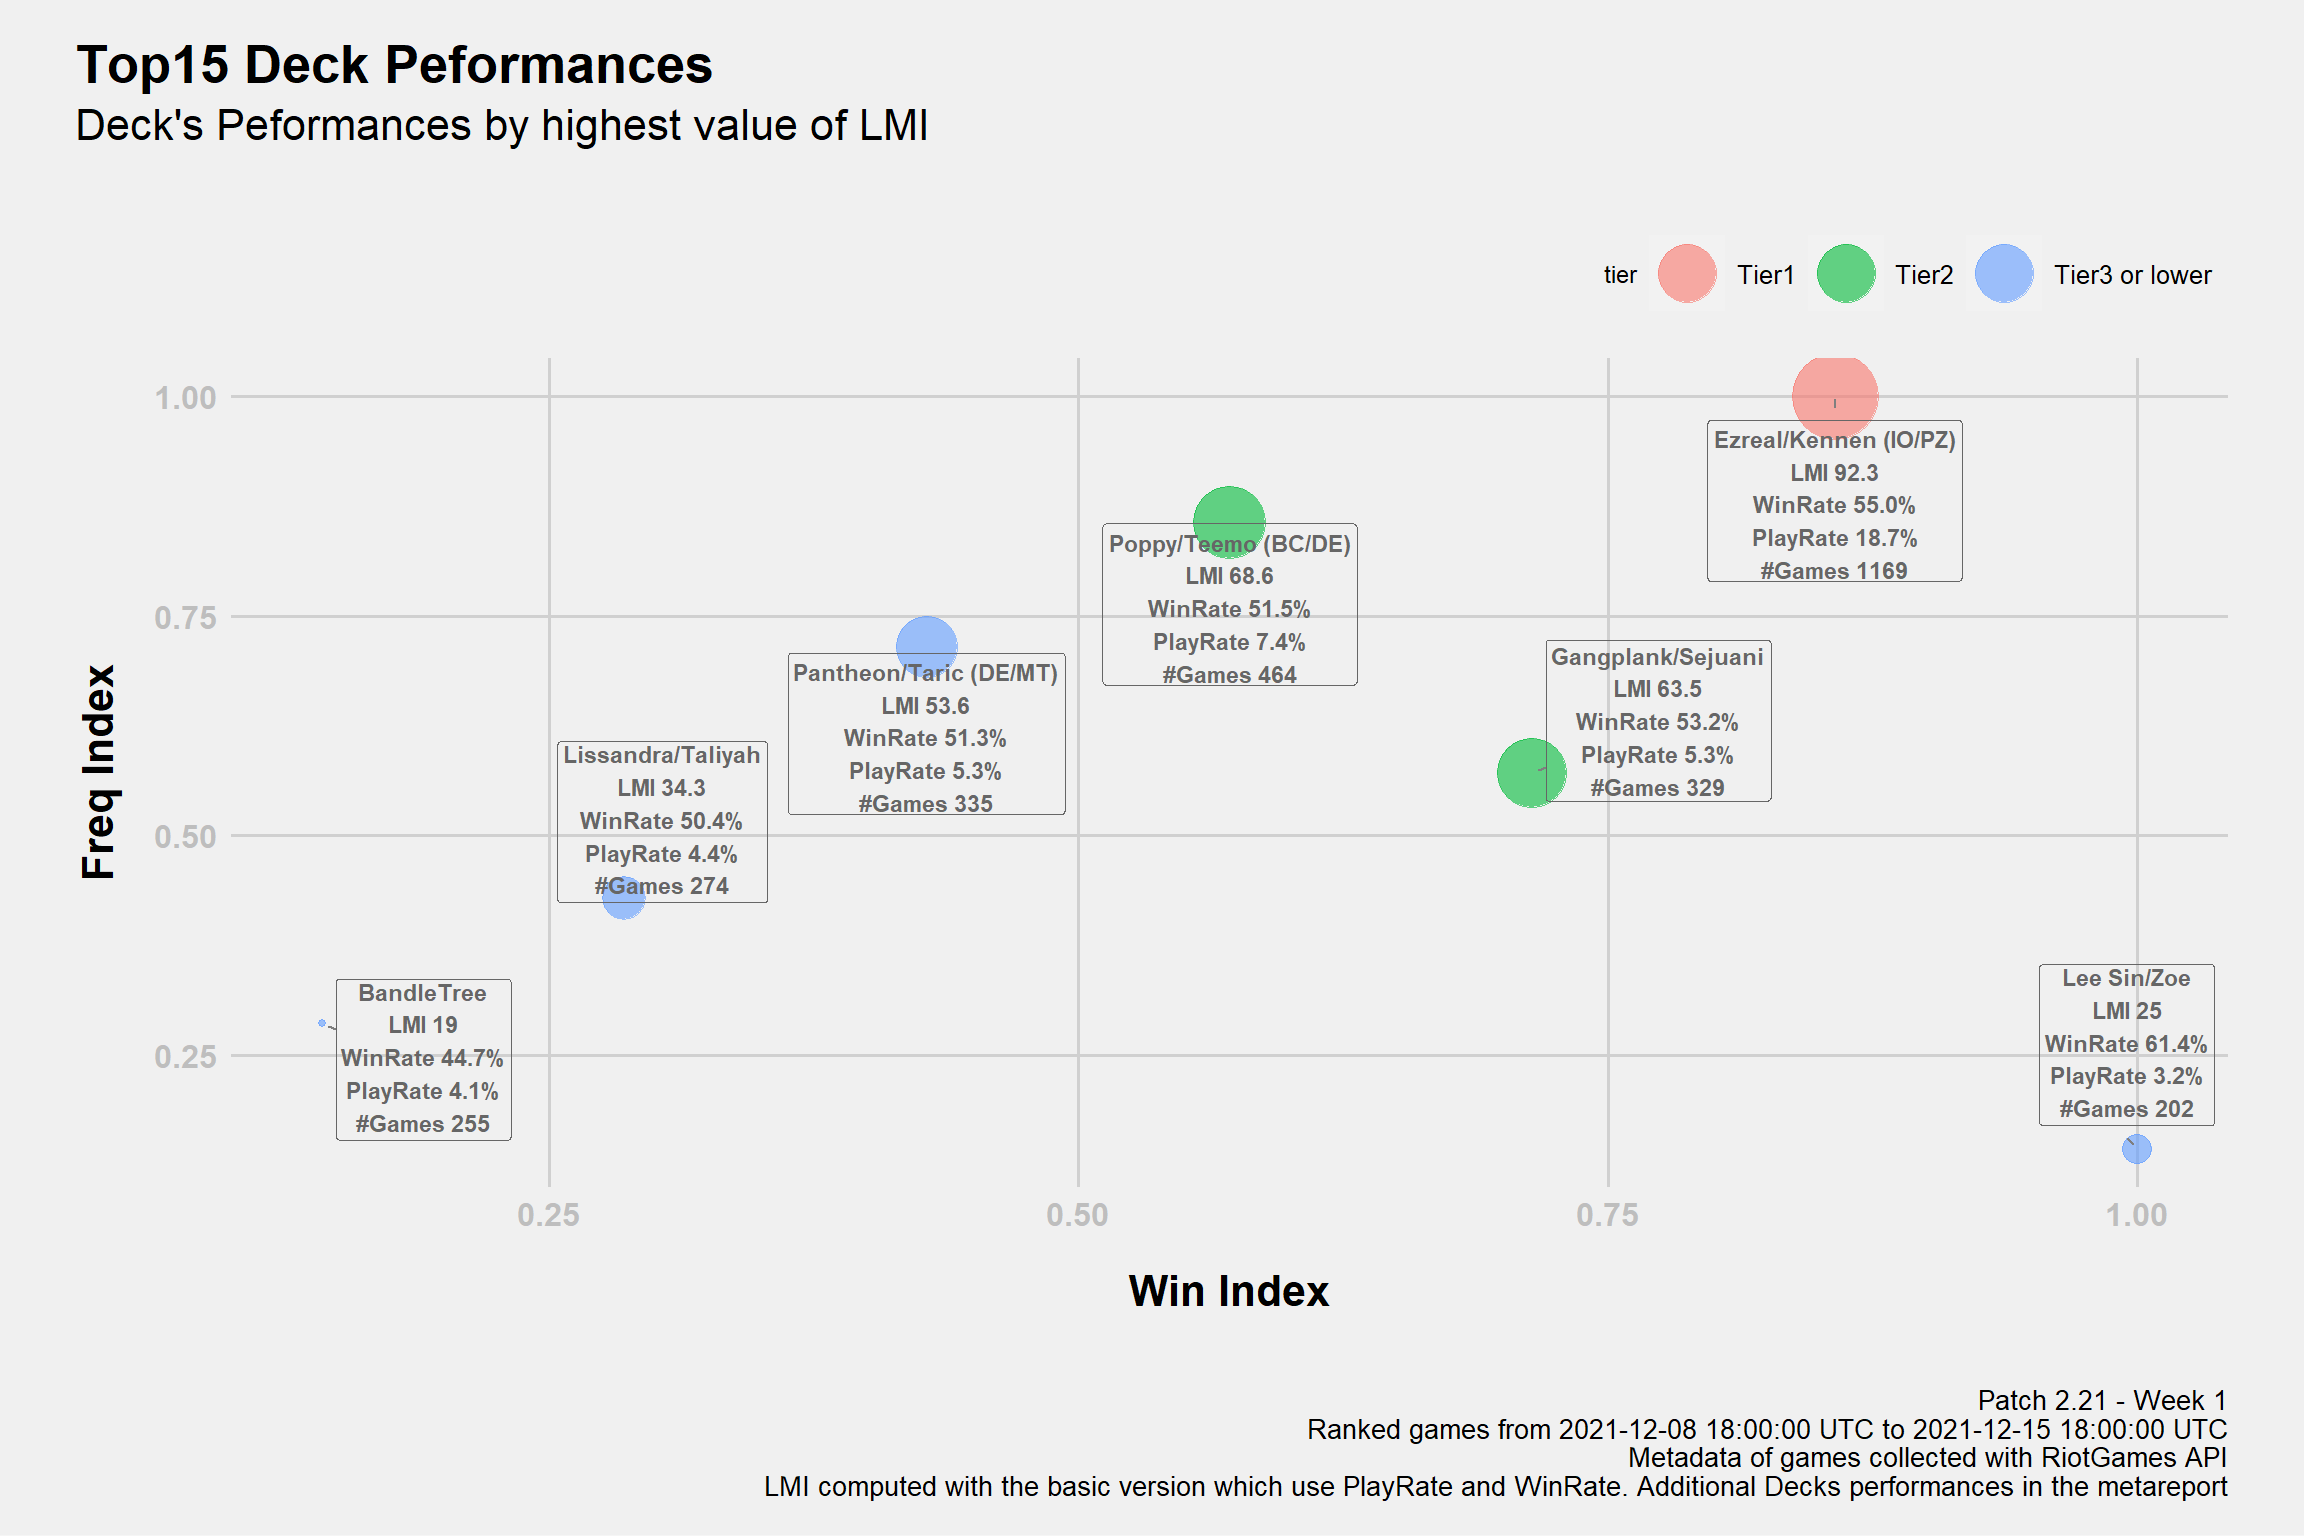 Top15 Deck Peformances
Deck's Peformances by highest value of LMI
tier
Tier1
Tier2
Tier3 or lower
Freq Index
1.00
0.75
0.50
0.25
Ezreal/Kennen (IO/PZ)
LMI 92.3
WinRate 55.0%
PlayRate 18.7%
#Games 1169
Poppy/Teemo (BC/DE)
LMI 68.6
WinRate 51.5%
PlayRate 7.4%
#Games 464
Gangplank/Sejuani
LMI 63.5
WinRate 53.2%
PlayRate 5.3%
#Games 329
Pantheon/Taric (DE/MT)
LMI 53.6
WinRate 51.3%
PlayRate 5.3%
#Games 335
Lissandra/Taliyah
LMI 34.3
WinRate 50.4%
PlayRate 4.4%
#Games 274
BandleTree
LMI 19
WinRate 44.7%
PlayRate 4.1%
#Games 255
Lee Sin/Zoe
LMI 25
WinRate 61.4%
PlayRate 3.2%
#Games 202
0.25
0.50
0.75
1.00
Win Index
Patch 2.21 - Week 1
Ranked games from 2021-12-08 18:00:00 UTC to 2021-12-15 18:00:00 UTC
Metadata of games collected with RiotGames API
LMI computed with the basic version which use PlayRate and WinRate. Additional Decks performances in the metareport